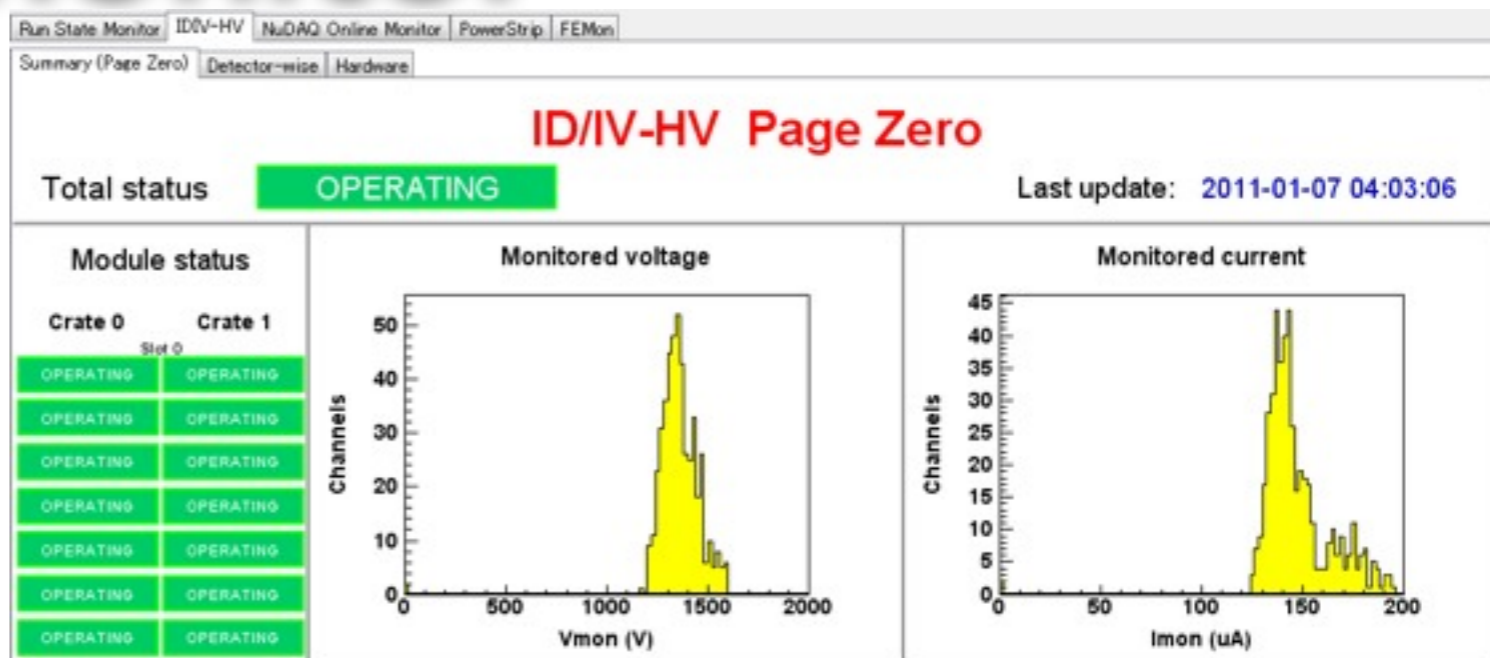 Run State Monitor IDIV-HV NuDAQ Online Monitor PowerStrip FEMon
Summary (Page Zero) Detector-wise Hardware
ID/IV-HV Page Zero
Total status OPERATING Last update: 2011-01-07 04:03:06
Module status
Crate 0 Crate 1
Slot 0
OPERATING OPERATING
OPERATING OPERATING
OPERATING OPERATING
OPERATING OPERATING
OPERATING OPERATING
OPERATING OPERATING
OPERATING OPERATING
Monitored voltage
Channels
50
40
30
20
10
0
0 500 1000 1500 2000
Vmon (V)
Monitored current
Channels
45
40
35
30
25
20
15
10
5
0
0 50 100 150 200
Imon (uA)